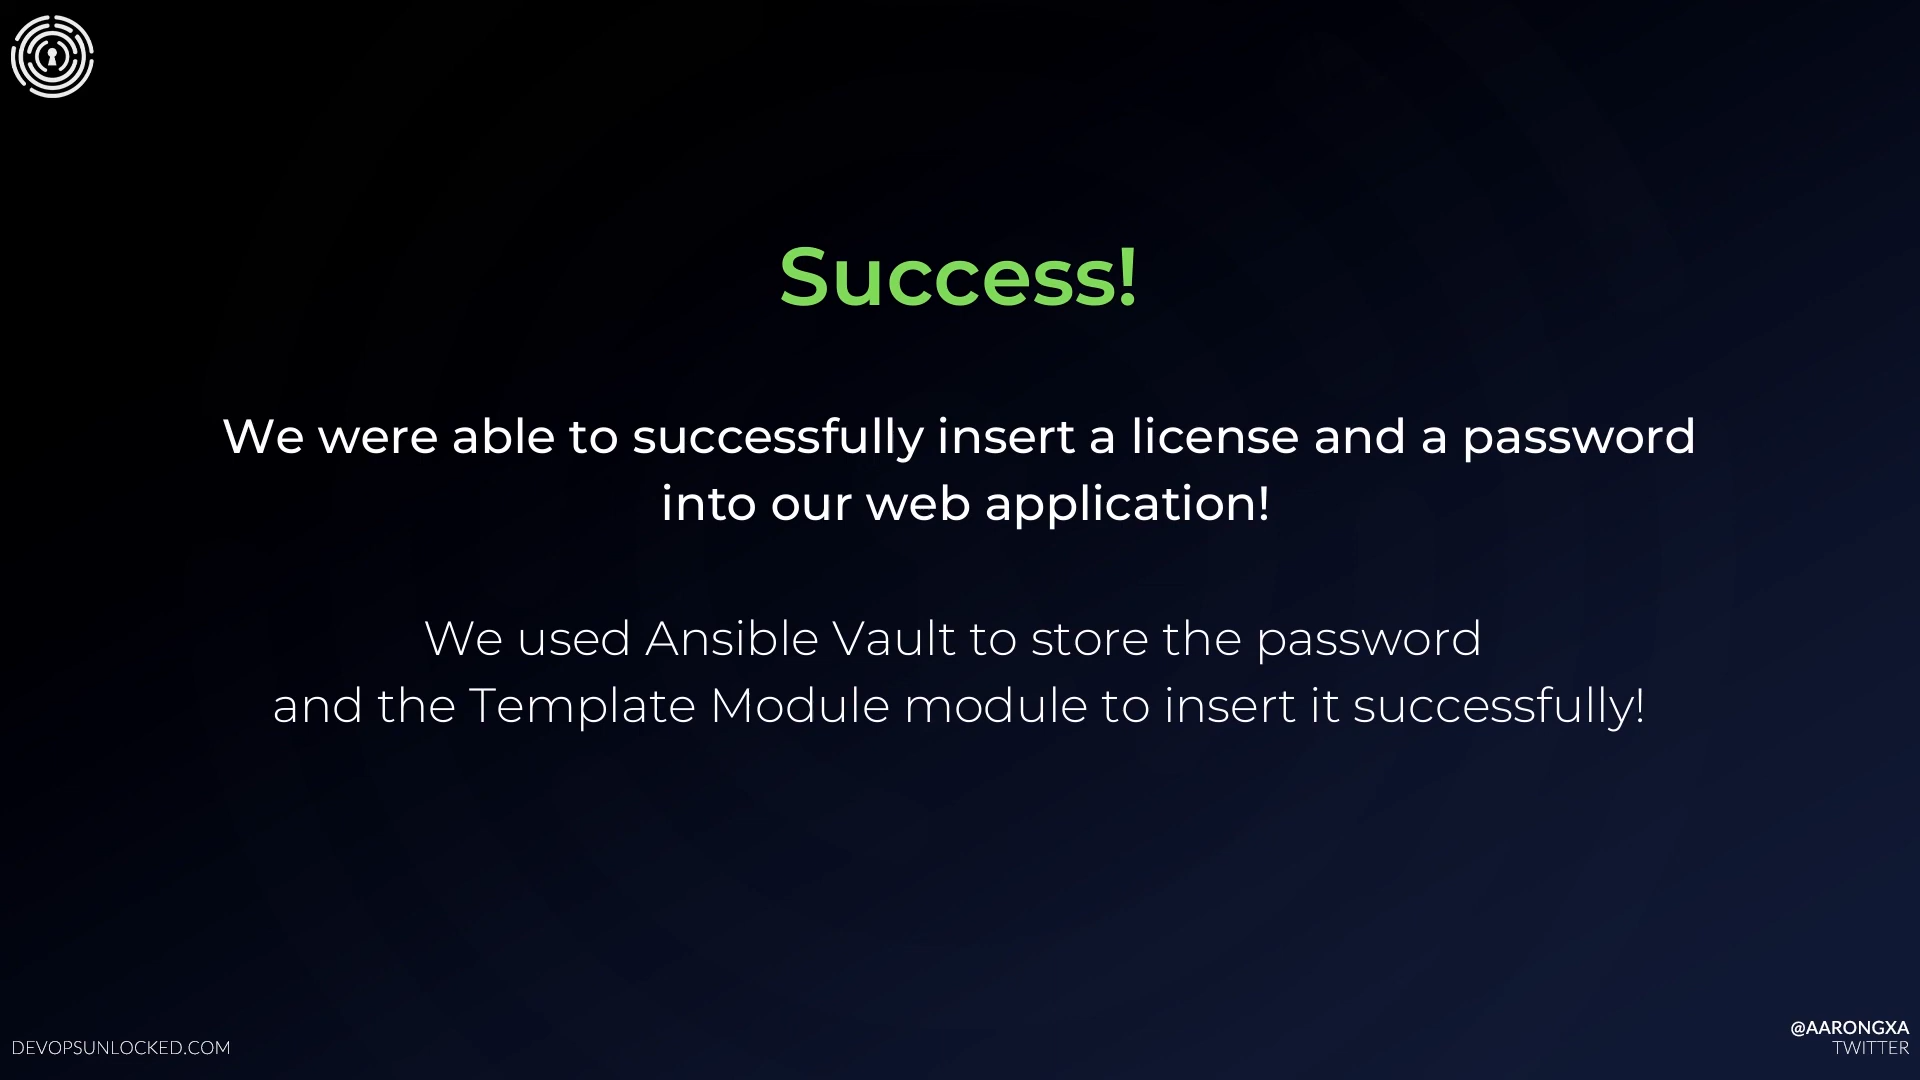 Success!
We were able to successfully insert a license and a password
into our web application!
We used Ansible Vault to store the password
and the Template Module module to insert it successfully!
DEVOPSUNLOCKED.COM
@AARONGXA
TWITTER